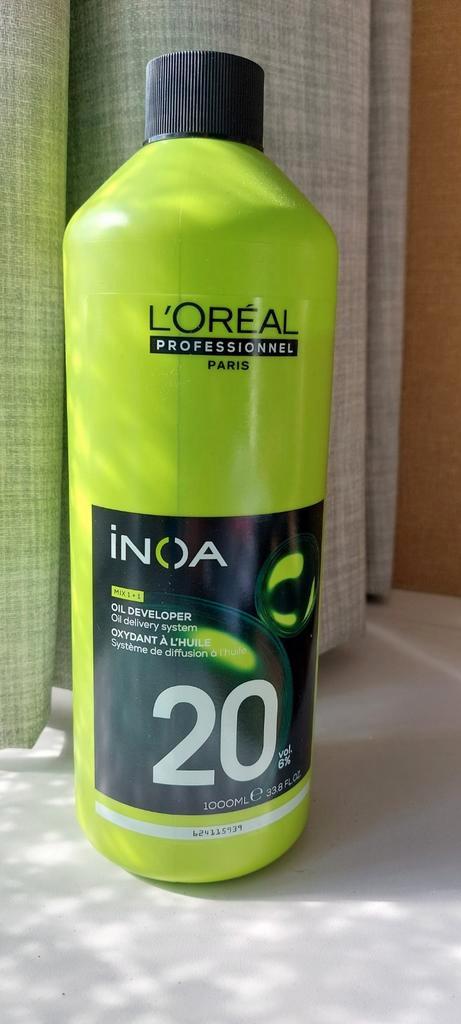 L'ORÉAL
PROFESSIONNEL
PARIS
iNOA
MIX 1+1
OIL DEVELOPER
Oil delivery system
OXYDANT À L'HUILE
Système de diffusion à l'huile
20 vol.
6%
1000ML ℮ 33.8 FL.OZ
624115939